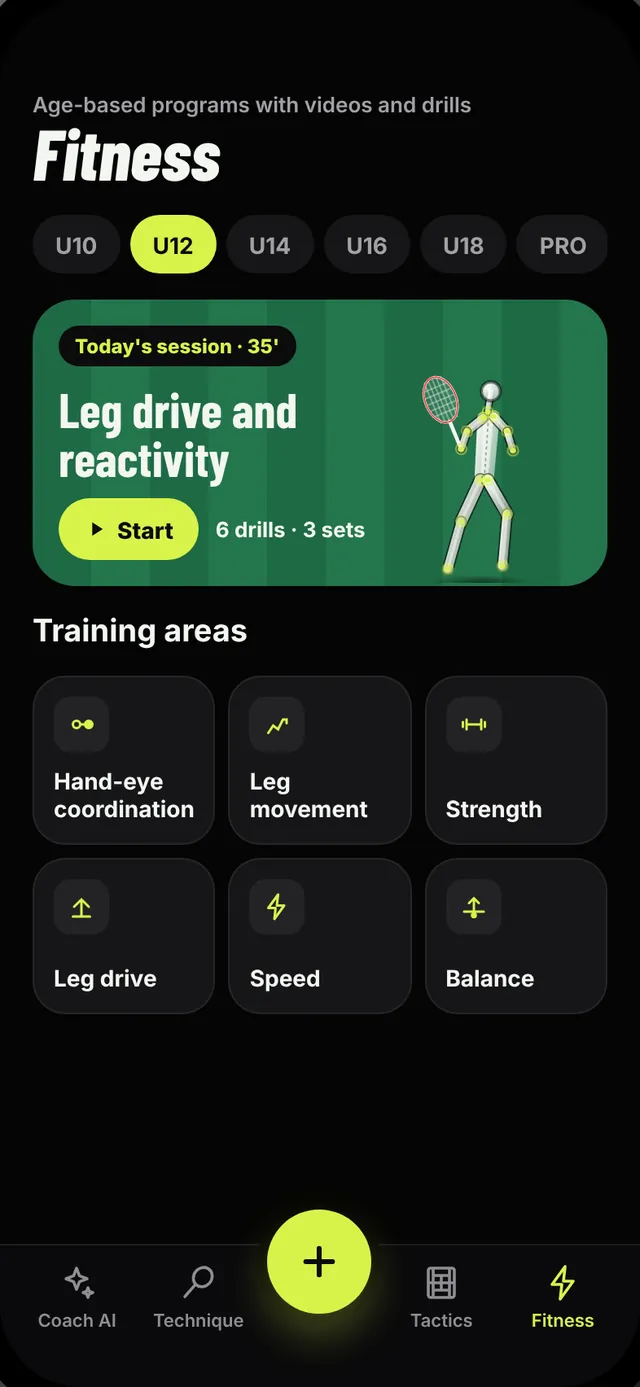 Age-based programs with videos and drills
Fitness
U10 U12 U14 U16 U18 PRO
Today's session · 35'
Leg drive and
reactivity
Start 6 drills · 3 sets
Training areas
Hand-eye
coordination
Leg
movement
Strength
Leg drive
Speed
Balance
Coach AI
Technique
Tactics
Fitness